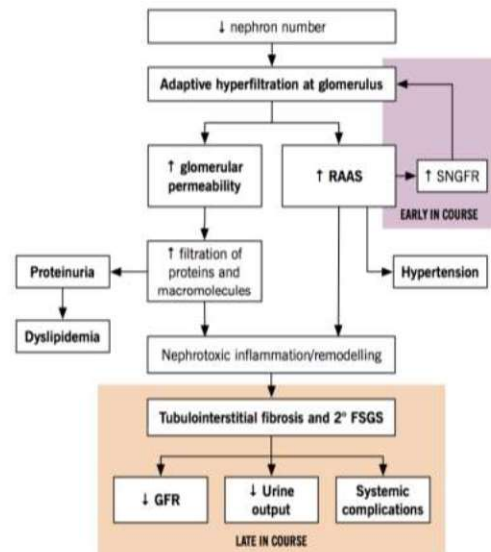 ↓ nephron number
Adaptive hyperfiltration at glomerulus
↑ glomerular
permeability
↑ RAAS
↑ SNGFR
EARLY IN COURSE
↑ filtration of
proteins and
macromolecules
Proteinuria
Hypertension
Dyslipidemia
Nephrotoxic inflammation/remodelling
Tubulointerstitial fibrosis and 2° FSGS
↓ GFR
↓ Urine
output
Systemic
complications
LATE IN COURSE